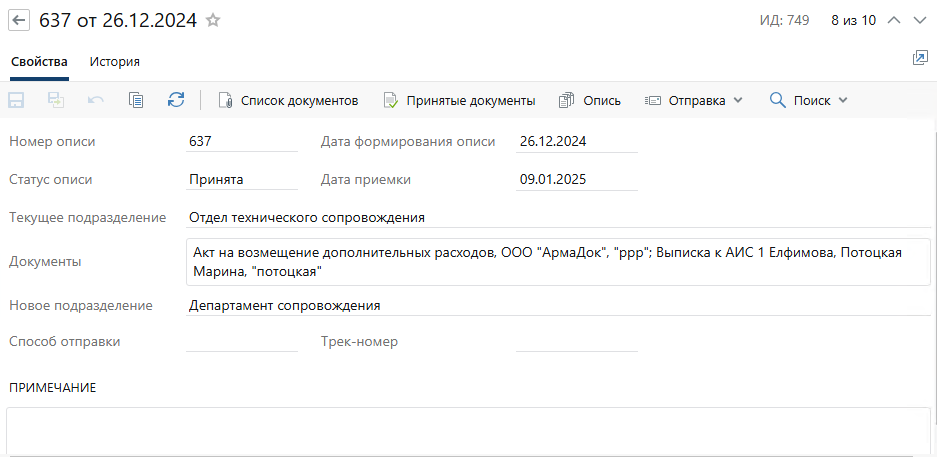 637 от 26.12.2024 ИД: 749 8 из 10
Свойства История
Список документов Принятые документы Опись Отправка Поиск
Номер описи 637 Дата формирования описи 26.12.2024
Статус описи Принята Дата приемки 09.01.2025
Текущее подразделение Отдел технического сопровождения
Документы Акт на возмещение дополнительных расходов, ООО "АрмаДок", "ррр"; Выписка к АИС 1 Елфимова, Потоцкая
Марина, "потоцкая"
Новое подразделение Департамент сопровождения
Способ отправки Трек-номер
ПРИМЕЧАНИЕ